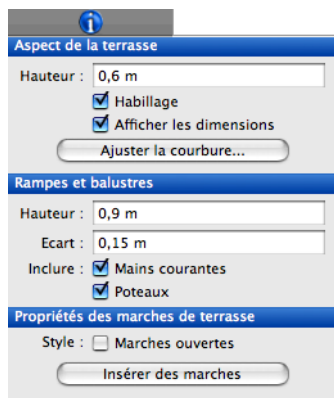 Aspect de la terrasse
Hauteur : 0,6 m
Habillage
Afficher les dimensions
Ajuster la courbure...
Rampes et balustres
Hauteur : 0,9 m
Ecart : 0,15 m
Inclure : Mains courantes
Poteaux
Propriétés des marches de terrasse
Style : Marches ouvertes
Insérer des marches